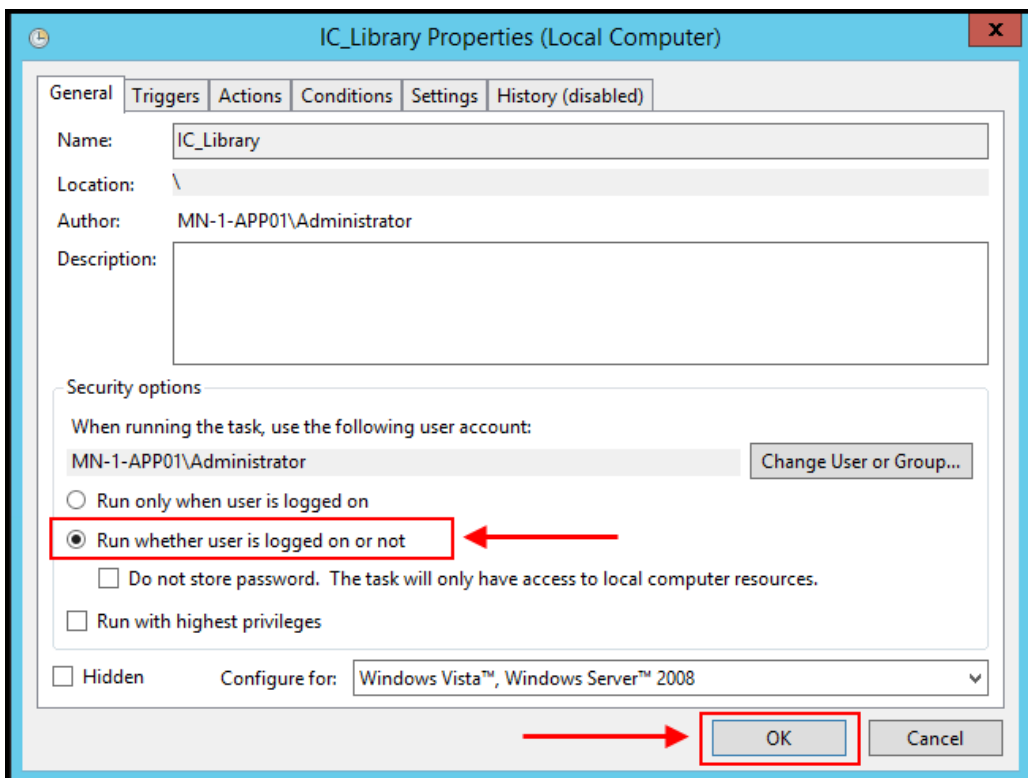 IC_Library Properties (Local Computer)
x
General Triggers Actions Conditions Settings History (disabled)
Name: IC_Library
Location: \
Author: MN-1-APP01\Administrator
Description:
Security options
When running the task, use the following user account:
MN-1-APP01\Administrator Change User or Group...
Run only when user is logged on
Run whether user is logged on or not
Do not store password. The task will only have access to local computer resources.
Run with highest privileges
Hidden Configure for: Windows Vista™, Windows Server™ 2008
OK Cancel